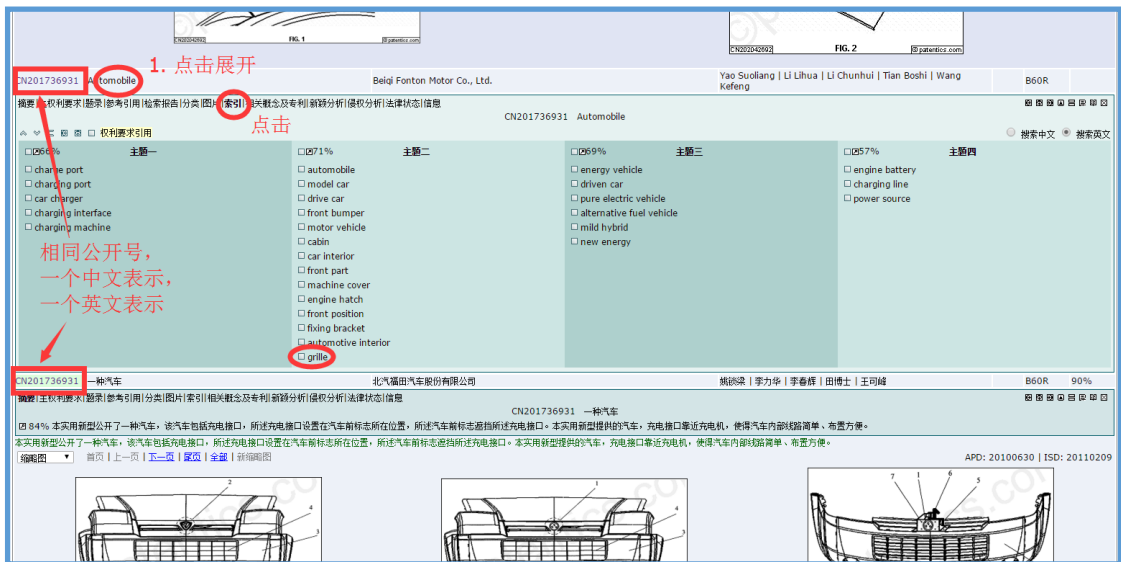 CN202042692
FIG. 1
@ patentics.com
CN202042692
FIG. 2
@ patentics.com
1. 点击展开
CN201736931 Automobile Beiqi Fonton Motor Co., Ltd. Yao Suoliang | Li Lihua | Li Chunhui | Tian Boshi | Wang Kefeng B60R
摘要|主权利要求|题录|参考引用|检索报告|分类|图片|索引|相关概念及专利|新颖分析|侵权分析|法律状态|信息
CN201736931 Automobile
点击
权利要求引用 搜索中文 搜索英文
66% 主题一
charge port
charging port
car charger
charging interface
charging machine
71% 主题二
automobile
model car
drive car
front bumper
motor vehicle
cabin
car interior
front part
machine cover
engine hatch
front position
fixing bracket
automotive interior
grille
69% 主题三
energy vehicle
driven car
pure electric vehicle
alternative fuel vehicle
mild hybrid
new energy
57% 主题四
engine battery
charging line
power source
相同公开号，
一个中文表示，
一个英文表示
CN201736931 一种汽车 北汽福田汽车股份有限公司 姚锁梁 | 李力华 | 李春辉 | 田博士 | 王可峰 B60R 90%
摘要|主权利要求|题录|参考引用|分类|图片|索引|相关概念及专利|新颖分析|侵权分析|法律状态|信息
CN201736931 一种汽车
84% 本实用新型公开了一种汽车，该汽车包括充电接口，所述充电接口设置在汽车前标志所在位置，所述汽车前标志遮挡所述充电接口。本实用新型提供的汽车，充电接口靠近充电机，使得汽车内部线路简单、布置方便。
本实用新型公开了一种汽车，该汽车包括充电接口，所述充电接口设置在汽车前标志所在位置，所述汽车前标志遮挡所述充电接口。本实用新型提供的汽车，充电接口靠近充电机，使得汽车内部线路简单、布置方便。
缩略图 首页 | 上一页 | 下一页 | 尾页 | 全部 | 新缩略图 APD: 20100630 | ISD: 20110209
2
4
3
1
4
3
7 1 6 5